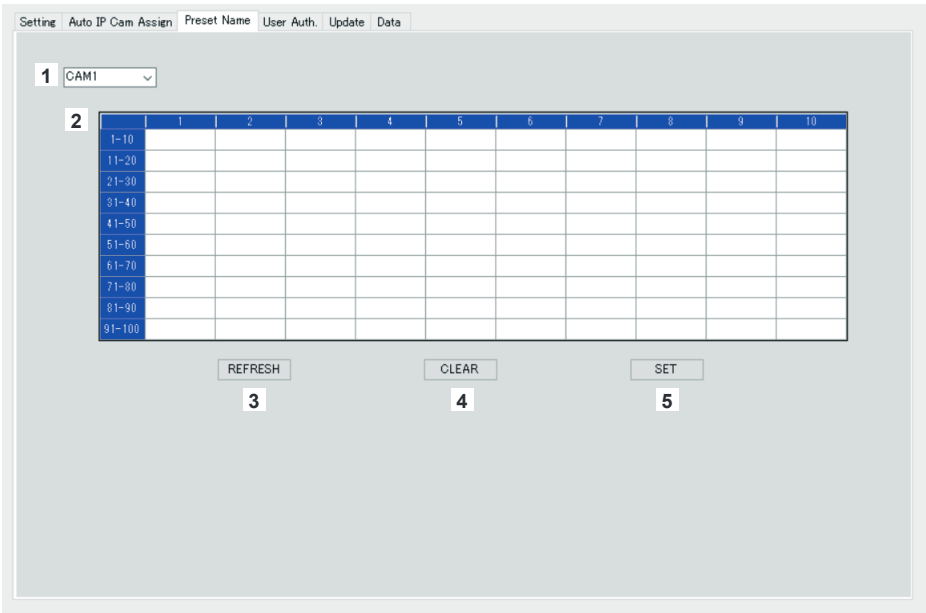 Setting Auto IP Cam Assign Preset Name User Auth. Update Data
1 CAM1
2
1 2 3 4 5 6 7 8 9 10
1-10
11-20
21-30
31-40
41-50
51-60
61-70
71-80
81-90
91-100
REFRESH CLEAR SET
3 4 5